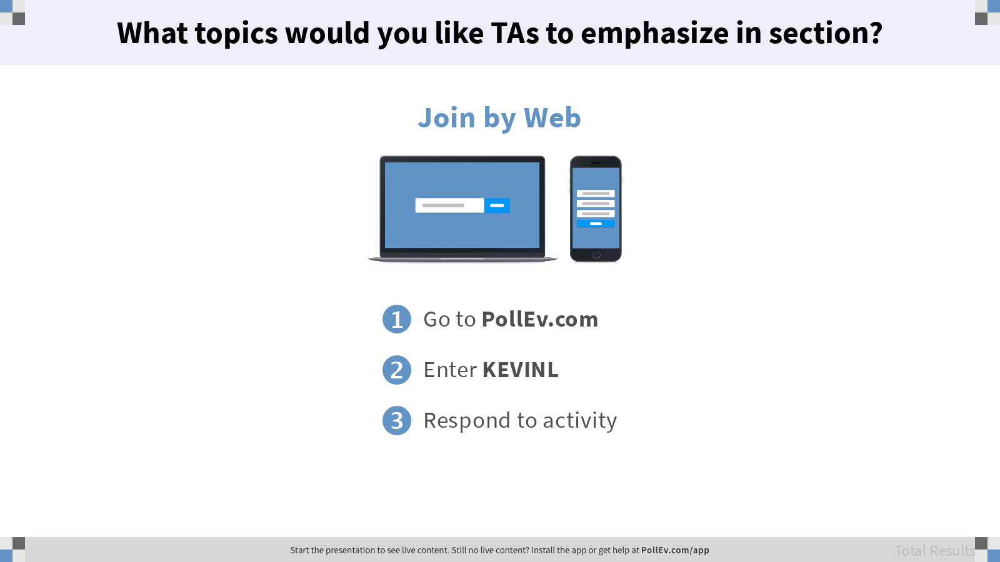 What topics would you like TAs to emphasize in section?
Join by Web
1 Go to PollEv.com
2 Enter KEVINL
3 Respond to activity
Start the presentation to see live content. Still no live content? Install the app or get help at PollEv.com/app
Total Results